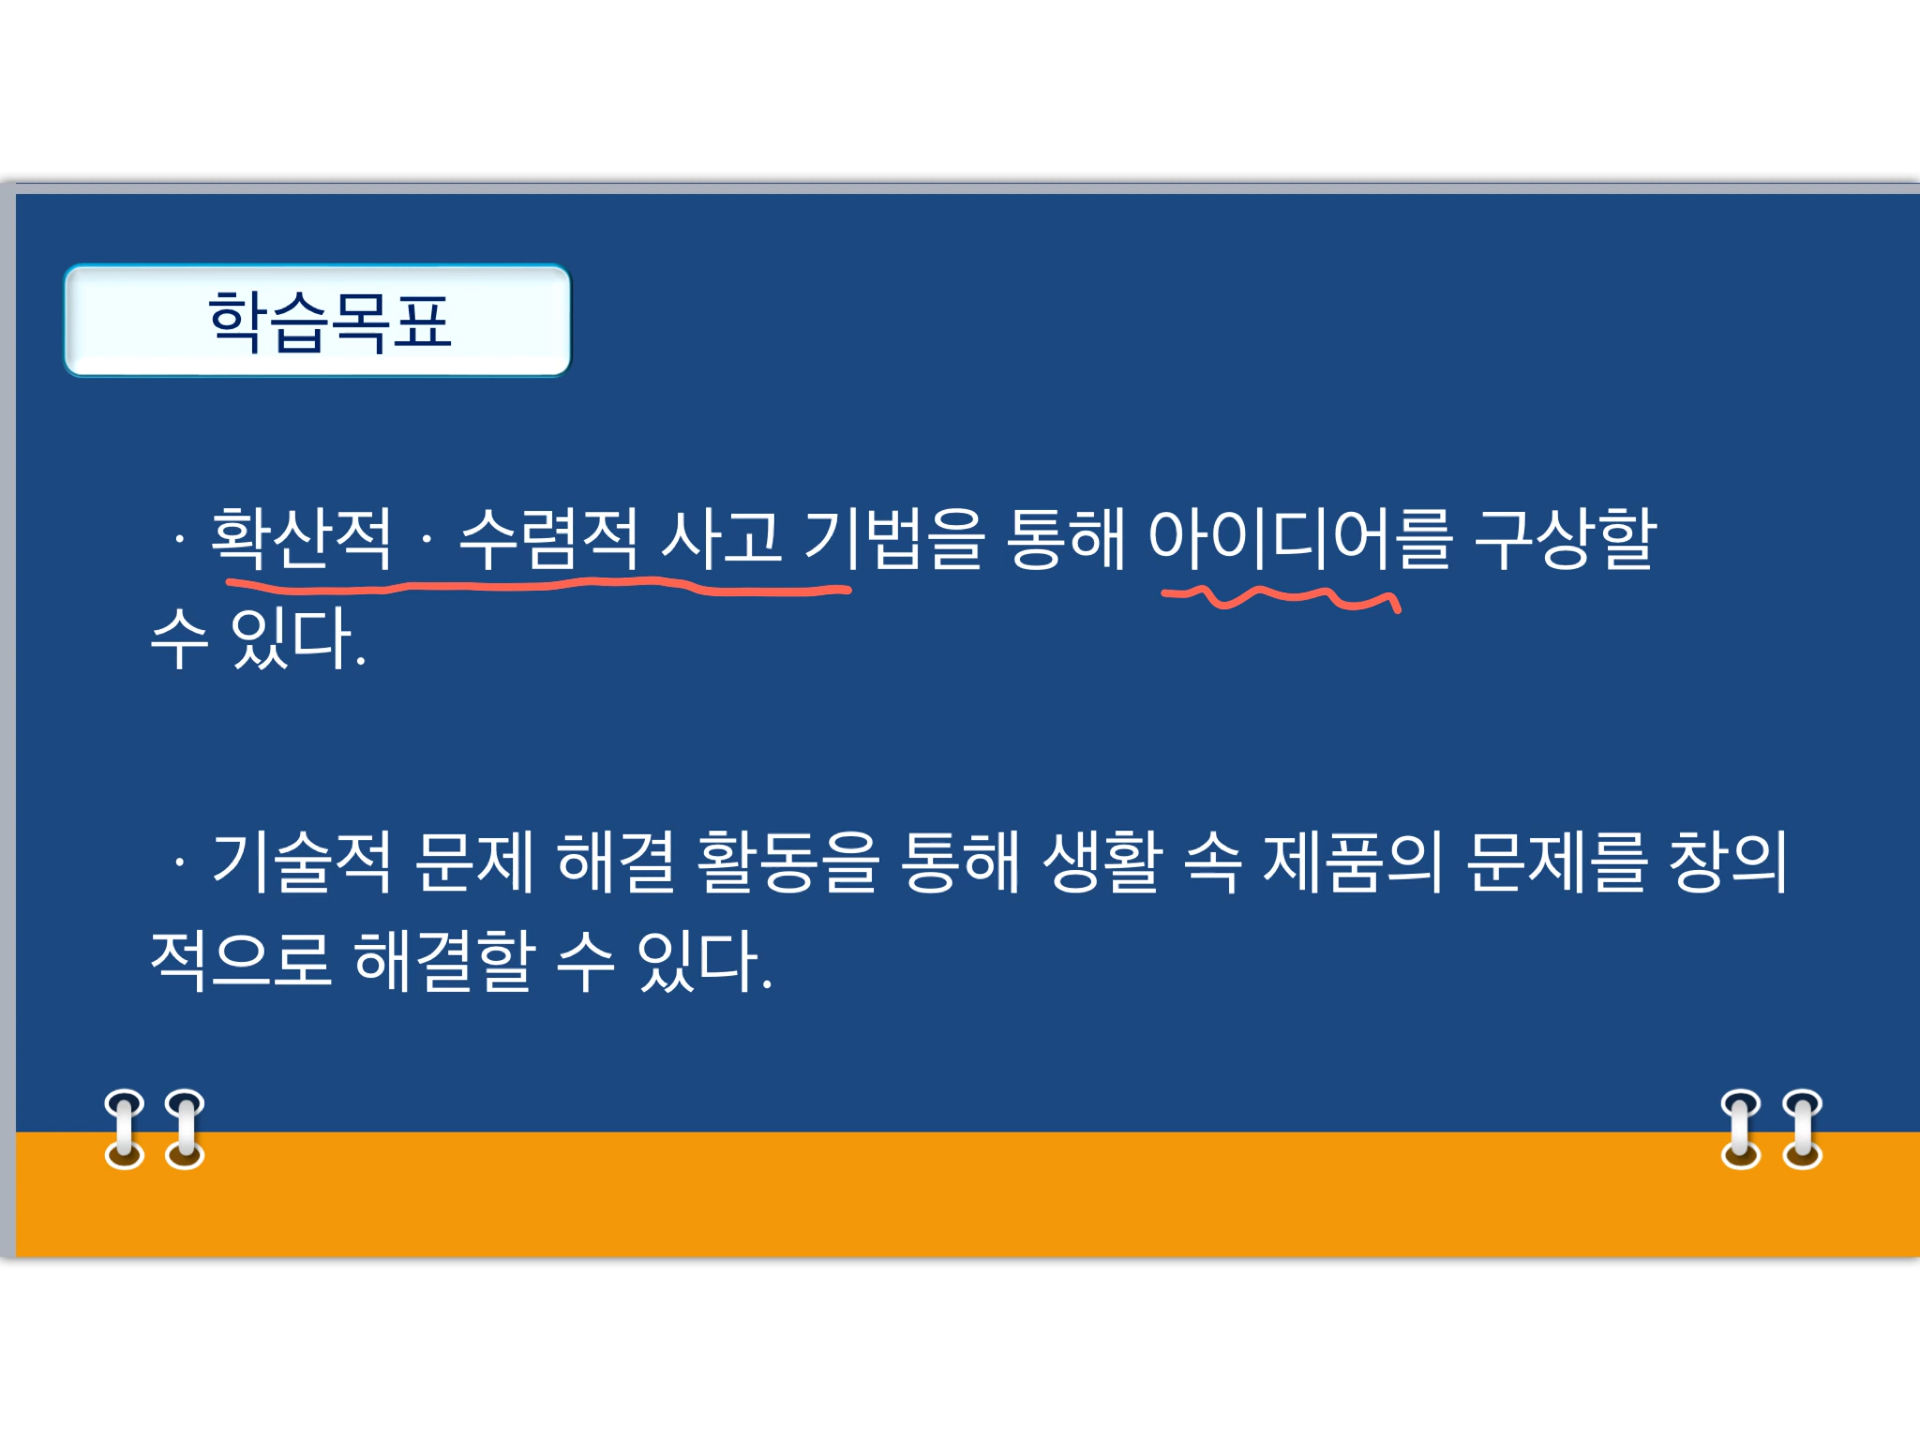 학습목표
· 확산적 · 수렴적 사고 기법을 통해 아이디어를 구상할
수 있다.
· 기술적 문제 해결 활동을 통해 생활 속 제품의 문제를 창의
적으로 해결할 수 있다.